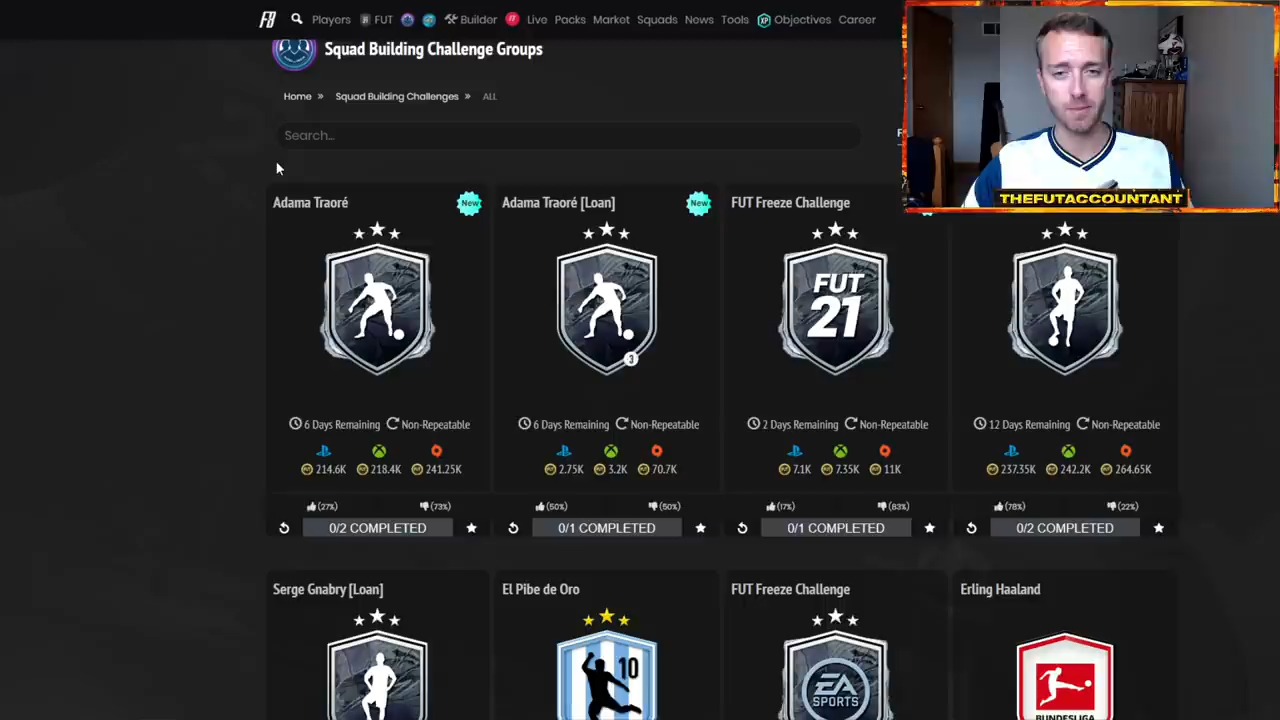 FB Players FUT Builder Live Packs Market Squads News Tools XP Objectives Career
Squad Building Challenge Groups
Home » Squad Building Challenges » ALL
Search...
THEFUTACCOUNTANT
Adama Traoré New
Adama Traoré [Loan] New
FUT Freeze Challenge
FUT
21
3
6 Days Remaining Non-Repeatable
6 Days Remaining Non-Repeatable
2 Days Remaining Non-Repeatable
12 Days Remaining Non-Repeatable
214.6K 218.4K 241.25K
2.75K 3.2K 70.7K
7.1K 7.35K 11K
237.35K 242.2K 264.65K
(27%) (73%)
(50%) (50%)
(17%) (83%)
(78%) (22%)
0/2 COMPLETED
0/1 COMPLETED
0/1 COMPLETED
0/2 COMPLETED
Serge Gnabry [Loan]
El Pibe de Oro
FUT Freeze Challenge
Erling Haaland
10
EA
SPORTS
BUNDESLIGA